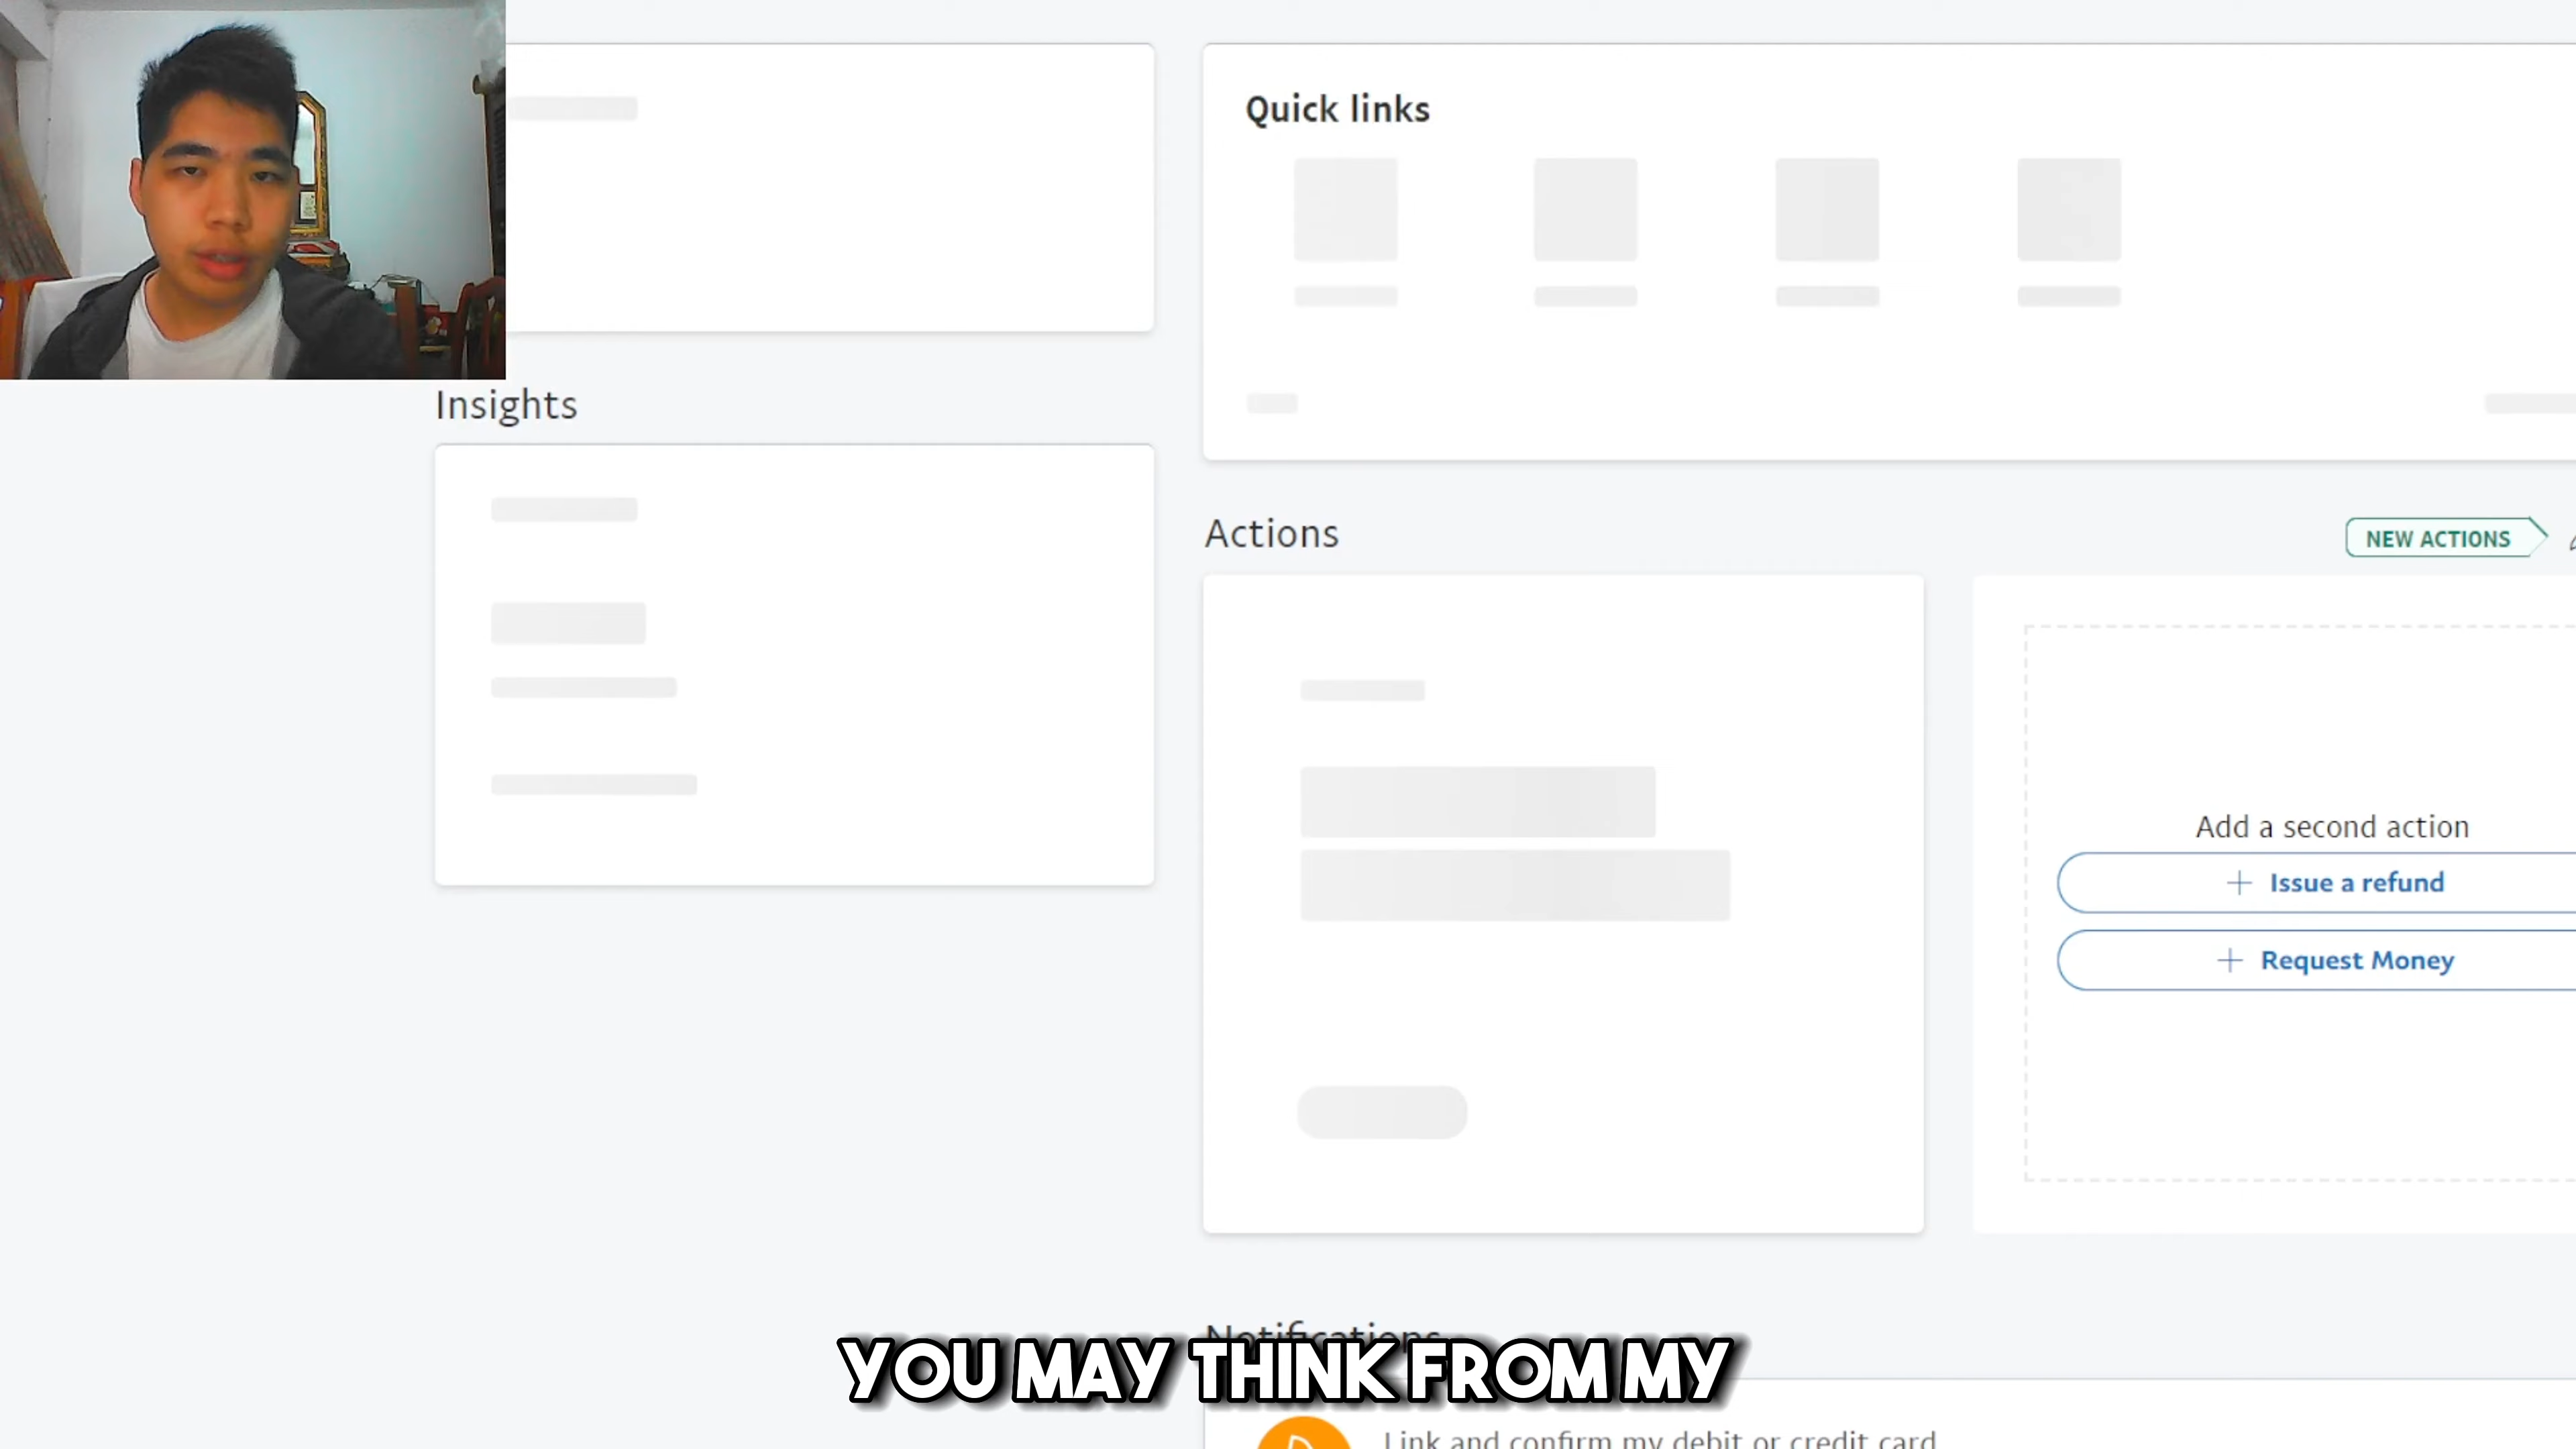 Quick links
Insights
Actions
NEW ACTIONS
Add a second action
+ Issue a refund
+ Request Money
Notifications
YOU MAY THINK FROM MY
Link and confirm my debit or credit card